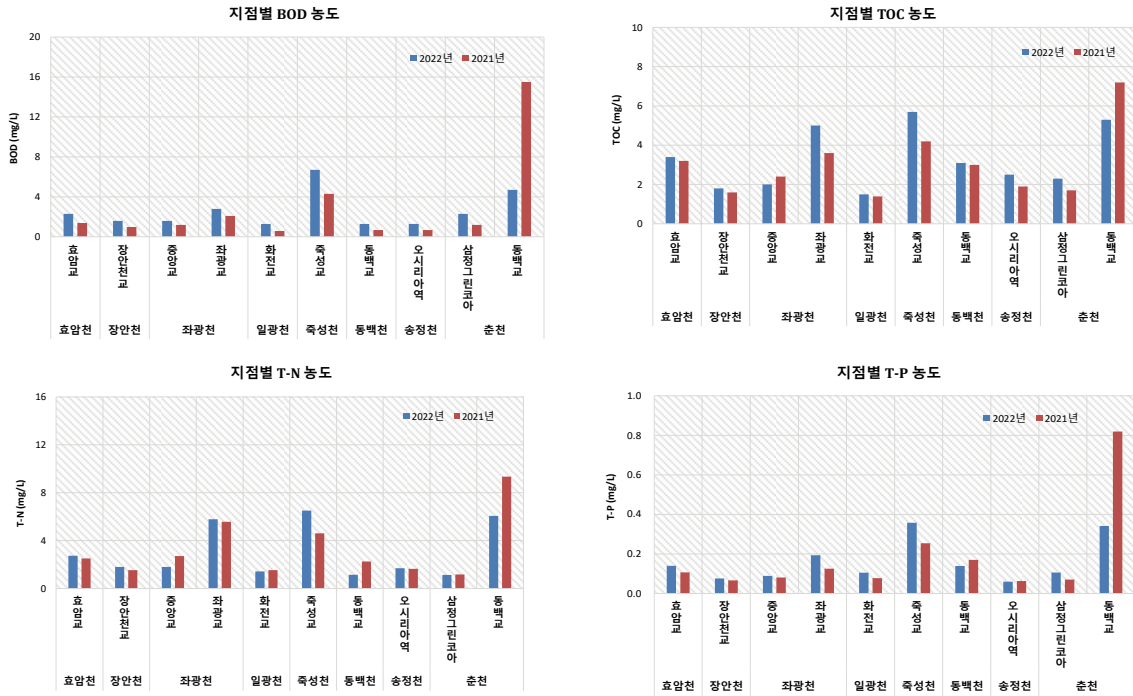 지점별 BOD 농도
BOD (mg/L)
20
16
12
8
4
0
2022년 2021년
효암교 장안천교 중앙교 좌광교 화전교 죽성교 동백교 오시리아역 삼정그린코아 동백교
효암천 장안천 좌광천 일광천 죽성천 동백천 송정천 춘천
지점별 TOC 농도
TOC (mg/L)
10
8
6
4
2
0
2022년 2021년
효암교 장안천교 중앙교 좌광교 화전교 죽성교 동백교 오시리아역 삼정그린코아 동백교
효암천 장안천 좌광천 일광천 죽성천 동백천 송정천 춘천
지점별 T-N 농도
T-N (mg/L)
16
12
8
4
0
2022년 2021년
효암교 장안천교 중앙교 좌광교 화전교 죽성교 동백교 오시리아역 삼정그린코아 동백교
효암천 장안천 좌광천 일광천 죽성천 동백천 송정천 춘천
지점별 T-P 농도
T-P (mg/L)
1.0
0.8
0.6
0.4
0.2
0.0
2022년 2021년
효암교 장안천교 중앙교 좌광교 화전교 죽성교 동백교 오시리아역 삼정그린코아 동백교
효암천 장안천 좌광천 일광천 죽성천 동백천 송정천 춘천